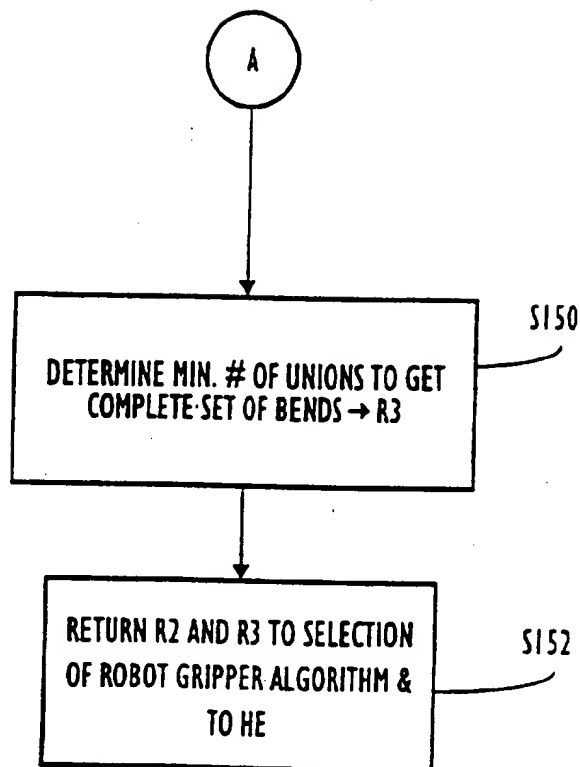 A
DETERMINE MIN. # OF UNIONS TO GET
COMPLETE·SET OF BENDS → R3
S150
RETURN R2 AND R3 TO SELECTION
OF ROBOT GRIPPER ALGORITHM &
TO HE
S152